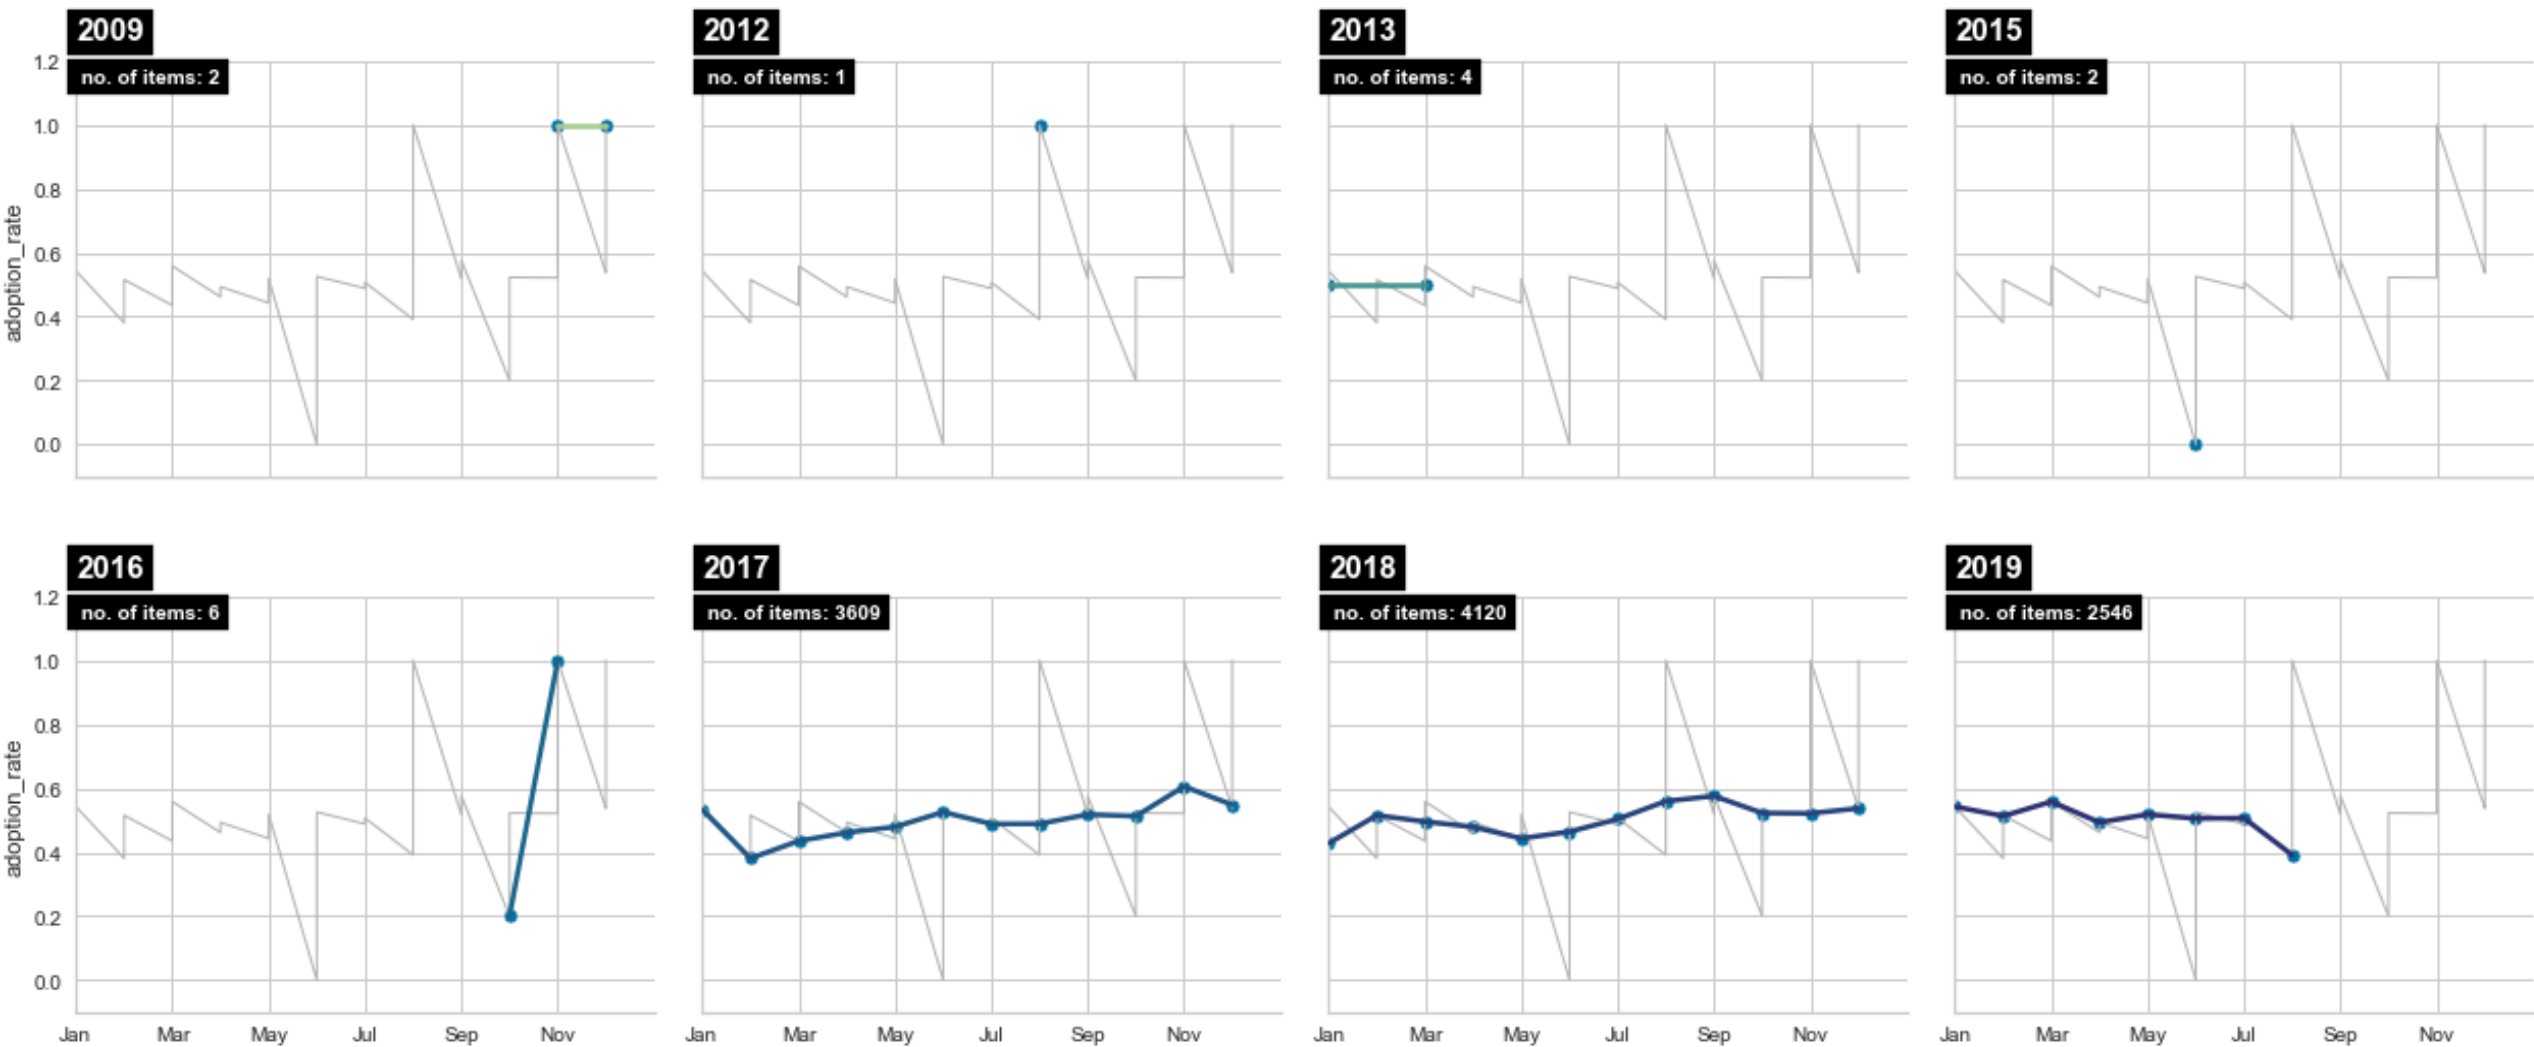 2009
no. of items: 2
2012
no. of items: 1
2013
no. of items: 4
2015
no. of items: 2
adoption_rate
1.2
1.0
0.8
0.6
0.4
0.2
0.0
2016
no. of items: 6
2017
no. of items: 3609
2018
no. of items: 4120
2019
no. of items: 2546
adoption_rate
1.2
1.0
0.8
0.6
0.4
0.2
0.0
Jan Mar May Jul Sep Nov
Jan Mar May Jul Sep Nov
Jan Mar May Jul Sep Nov
Jan Mar May Jul Sep Nov